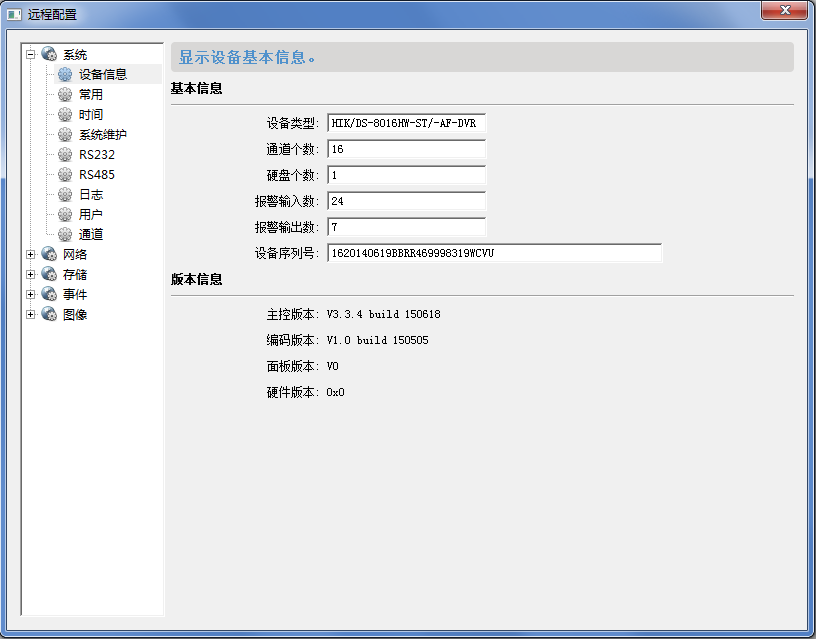 远程配置
系统
设备信息
常用
时间
系统维护
RS232
RS485
日志
用户
通道
网络
存储
事件
图像
显示设备基本信息。
基本信息
设备类型: HIK/DS-8016HW-ST/-AF-DVR
通道个数: 16
硬盘个数: 1
报警输入数: 24
报警输出数: 7
设备序列号: 1620140619BBRR469998319WCVU
版本信息
主控版本: V3.3.4 build 150618
编码版本: V1.0 build 150505
面板版本: V0
硬件版本: 0x0